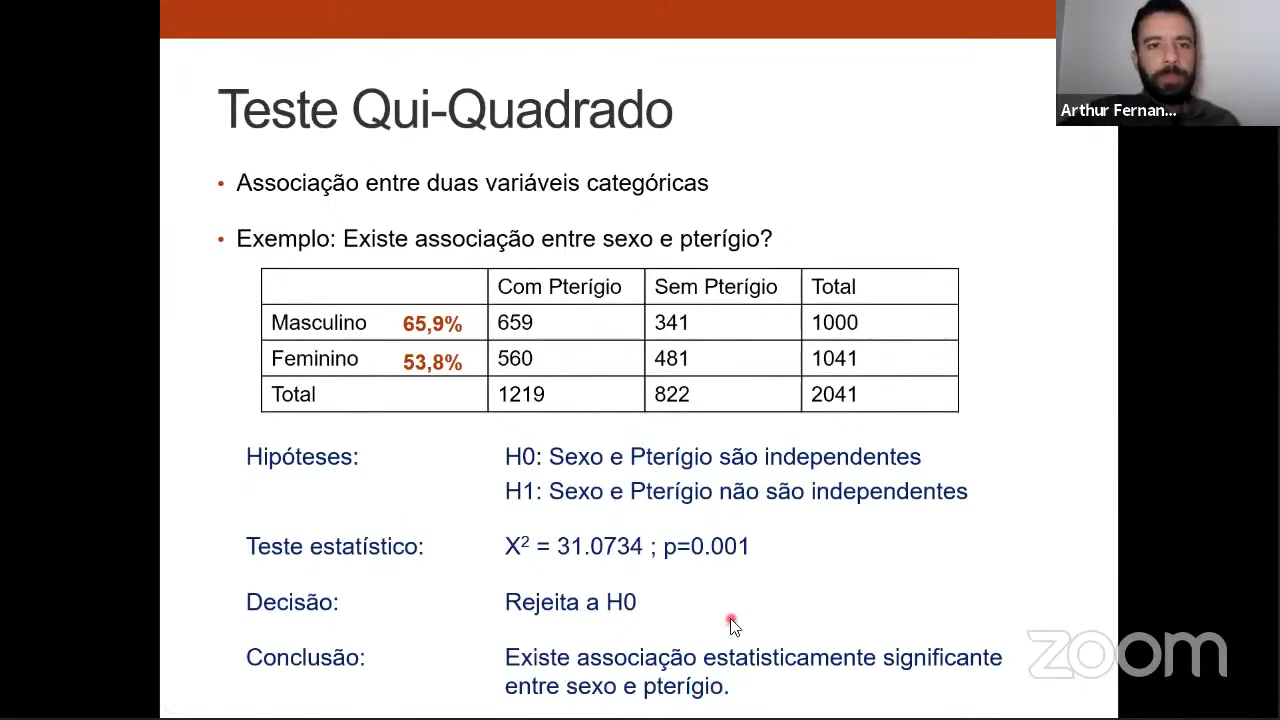 Arthur Fernan...
Teste Qui-Quadrado
• Associação entre duas variáveis categóricas
• Exemplo: Existe associação entre sexo e pterígio?
Com Pterígio Sem Pterígio Total
Masculino 65,9% 659 341 1000
Feminino 53,8% 560 481 1041
Total 1219 822 2041
Hipóteses: H0: Sexo e Pterígio são independentes
H1: Sexo e Pterígio não são independentes
Teste estatístico: X² = 31.0734 ; p=0.001
Decisão: Rejeita a H0
Conclusão: Existe associação estatisticamente significante
entre sexo e pterígio.
zoom